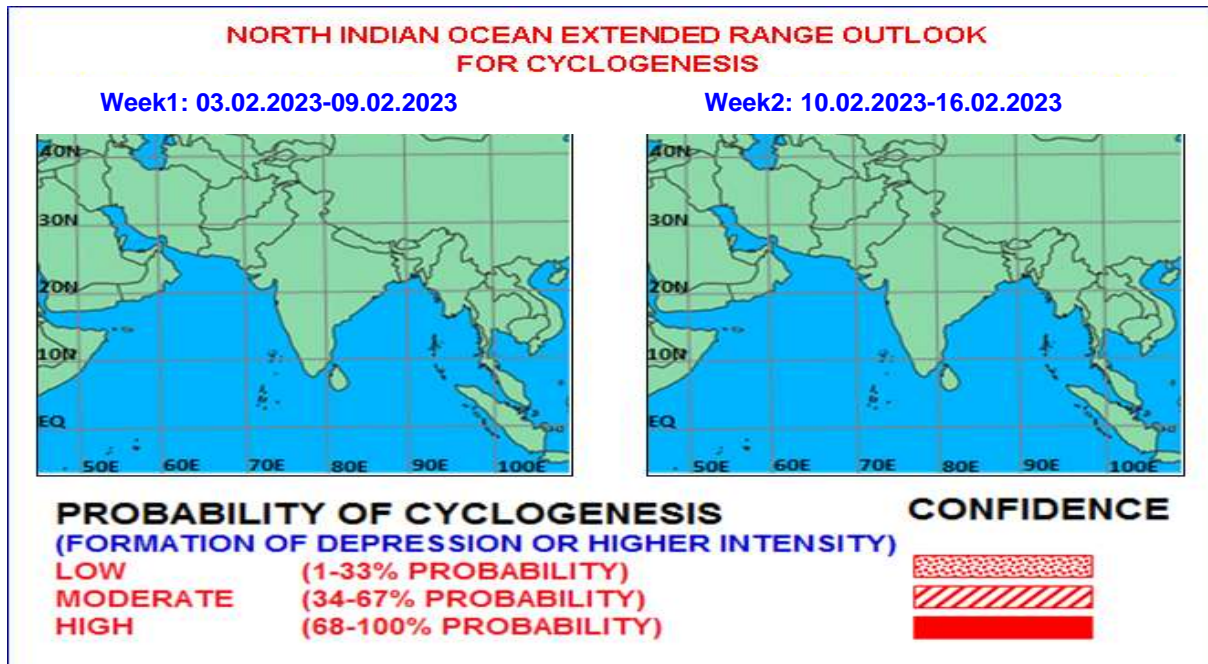 NORTH INDIAN OCEAN EXTENDED RANGE OUTLOOK
FOR CYCLOGENESIS
Week1: 03.02.2023-09.02.2023
Week2: 10.02.2023-16.02.2023
40N
30N
20N
10N
EQ
50E 60E 70E 80E 90E 100E
40N
30N
20N
10N
EQ
50E 60E 70E 80E 90E 100E
PROBABILITY OF CYCLOGENESIS
CONFIDENCE
(FORMATION OF DEPRESSION OR HIGHER INTENSITY)
LOW (1-33% PROBABILITY)
MODERATE (34-67% PROBABILITY)
HIGH (68-100% PROBABILITY)